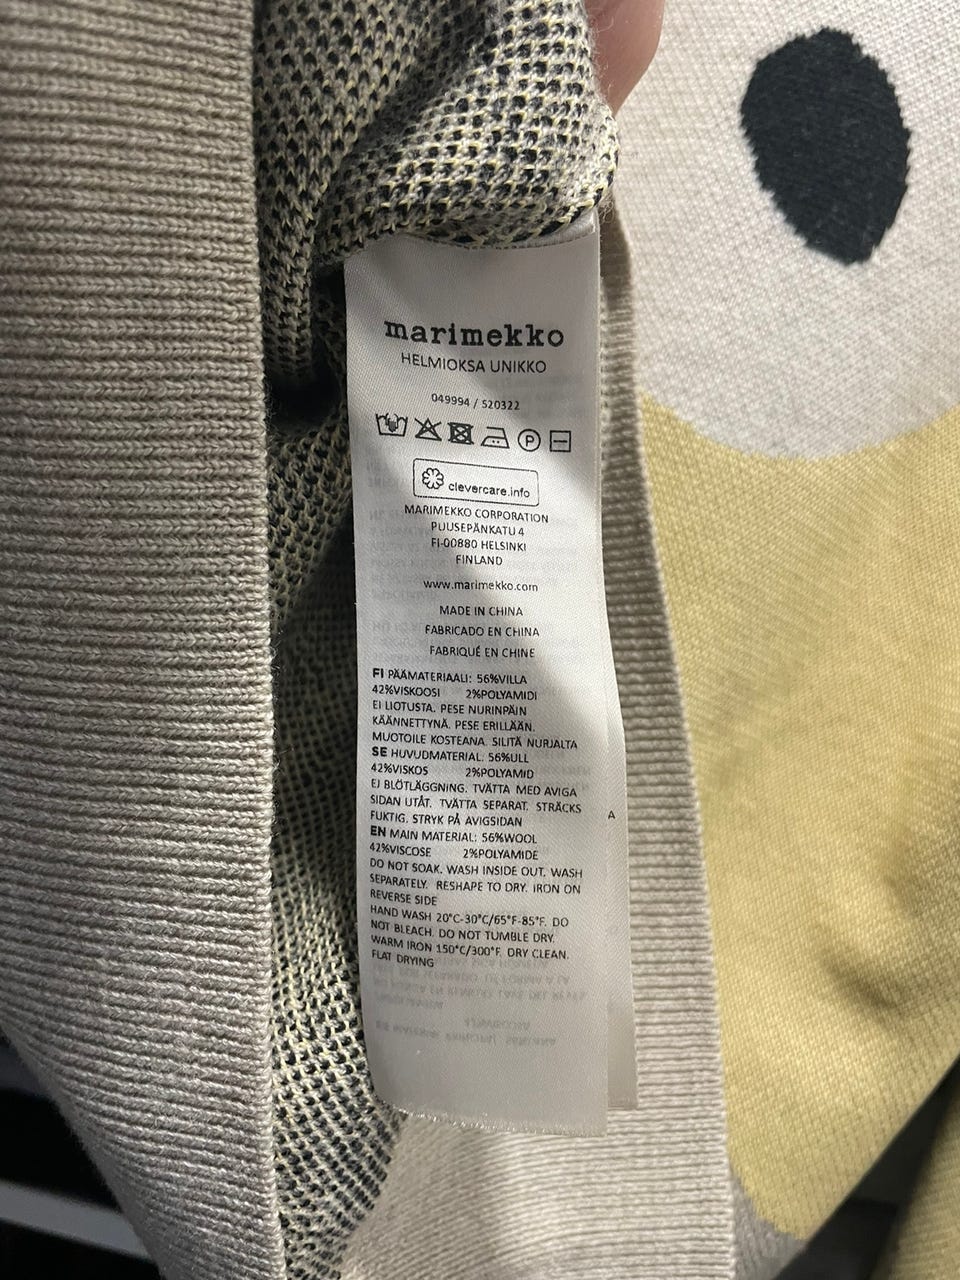 marimekko
HELMIOKSA UNIKKO
049994 / 520322
P
clevercare.info
MARIMEKKO CORPORATION
PUUSEPÄNKATU 4
FI-00880 HELSINKI
FINLAND
www.marimekko.com
MADE IN CHINA
FABRICADO EN CHINA
FABRIQUÉ EN CHINE
FI PÄÄMATERIAALI: 56%VILLA
42%VISKOOSI 2%POLYAMIDI
EI LIOTUSTA. PESE NURINPÄIN
KÄÄNNETTYNÄ. PESE ERILLÄÄN.
MUOTOILE KOSTEANA. SILITÄ NURJALTA
SE HUVUDMATERIAL: 56%ULL
42%VISKOS 2%POLYAMID
EJ BLÖTLÄGGNING. TVÄTTA MED AVIGA
SIDAN UTÅT. TVÄTTA SEPARAT. STRÄCKS
FUKTIG. STRYK PÅ AVIGSIDAN
EN MAIN MATERIAL: 56%WOOL
42%VISCOSE 2%POLYAMIDE
DO NOT SOAK. WASH INSIDE OUT. WASH
SEPARATELY. RESHAPE TO DRY. IRON ON
REVERSE SIDE
HAND WASH 20°C-30°C/65°F-85°F. DO
NOT BLEACH. DO NOT TUMBLE DRY.
WARM IRON 150°C/300°F. DRY CLEAN.
FLAT DRYING
A